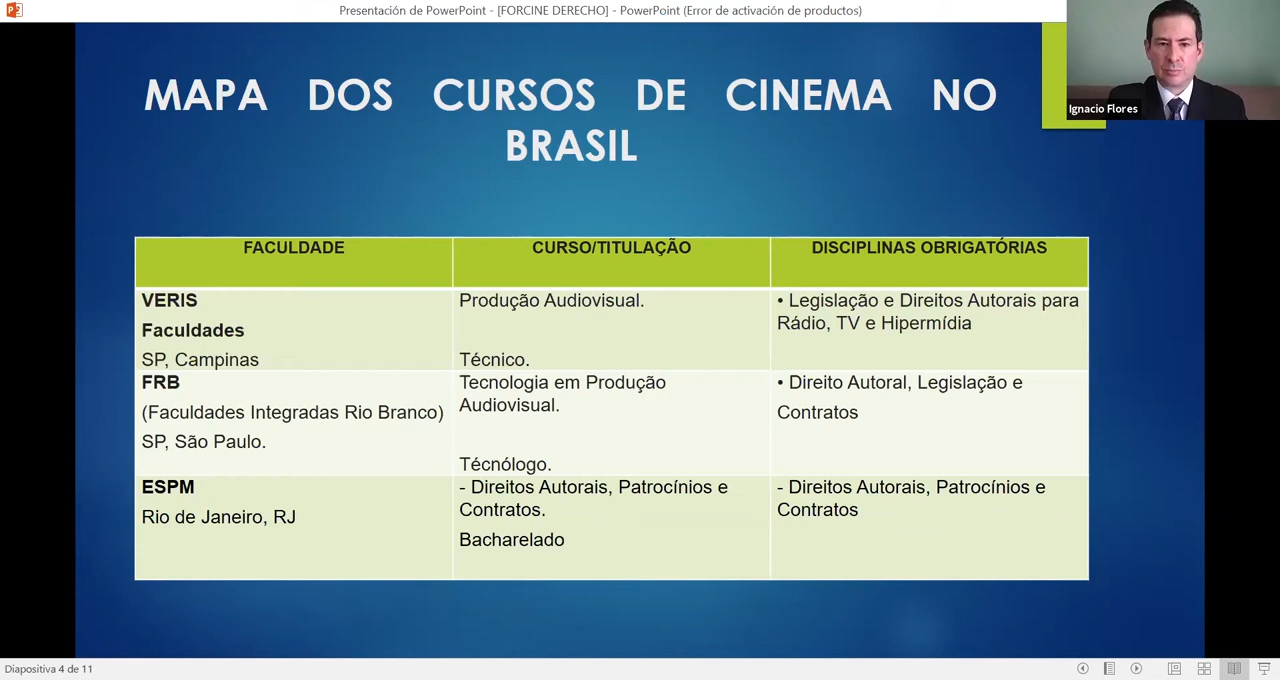 Presentación de PowerPoint - [FORCINE DERECHO] - PowerPoint (Error de activación de productos)
Ignacio Flores
MAPA DOS CURSOS DE CINEMA NO
BRASIL
FACULDADE
CURSO/TITULAÇÃO
DISCIPLINAS OBRIGATÓRIAS
VERIS
Faculdades
SP, Campinas
Produção Audiovisual.
Técnico.
• Legislação e Direitos Autorais para
Rádio, TV e Hipermídia
FRB
(Faculdades Integradas Rio Branco)
SP, São Paulo.
Tecnologia em Produção
Audiovisual.
Técnólogo.
• Direito Autoral, Legislação e
Contratos
ESPM
Rio de Janeiro, RJ
- Direitos Autorais, Patrocínios e
Contratos.
Bacharelado
- Direitos Autorais, Patrocínios e
Contratos
Diapositiva 4 de 11